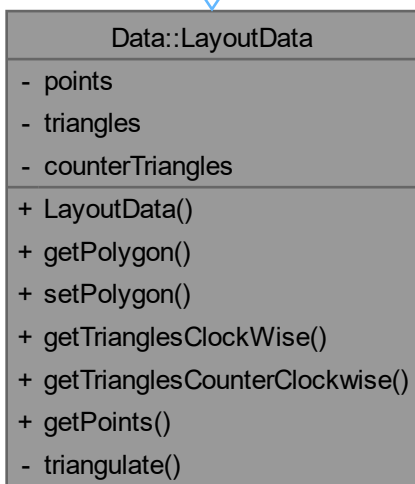 Data::LayoutData
- points
- triangles
- counterTriangles
+ LayoutData()
+ getPolygon()
+ setPolygon()
+ getTrianglesClockWise()
+ getTrianglesCounterClockwise()
+ getPoints()
- triangulate()